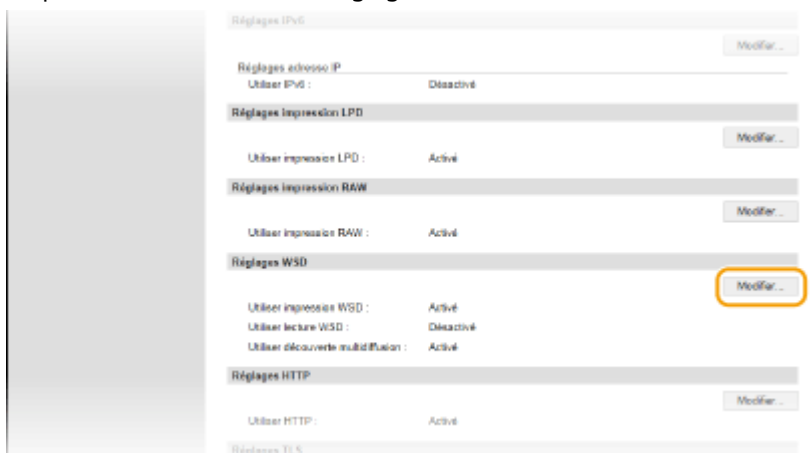 Réglages IPv6
Modifier...
Réglages adresse IP
Utiliser IPv6 : Désactivé
Réglages impression LPD
Modifier...
Utiliser impression LPD : Activé
Réglages impression RAW
Modifier...
Utiliser impression RAW : Activé
Réglages WSD
Modifier...
Utiliser impression WSD : Activé
Utiliser lecture WSD : Désactivé
Utiliser découverte multidiffusion : Activé
Réglages HTTP
Modifier...
Utiliser HTTP : Activé
Réglages TLS